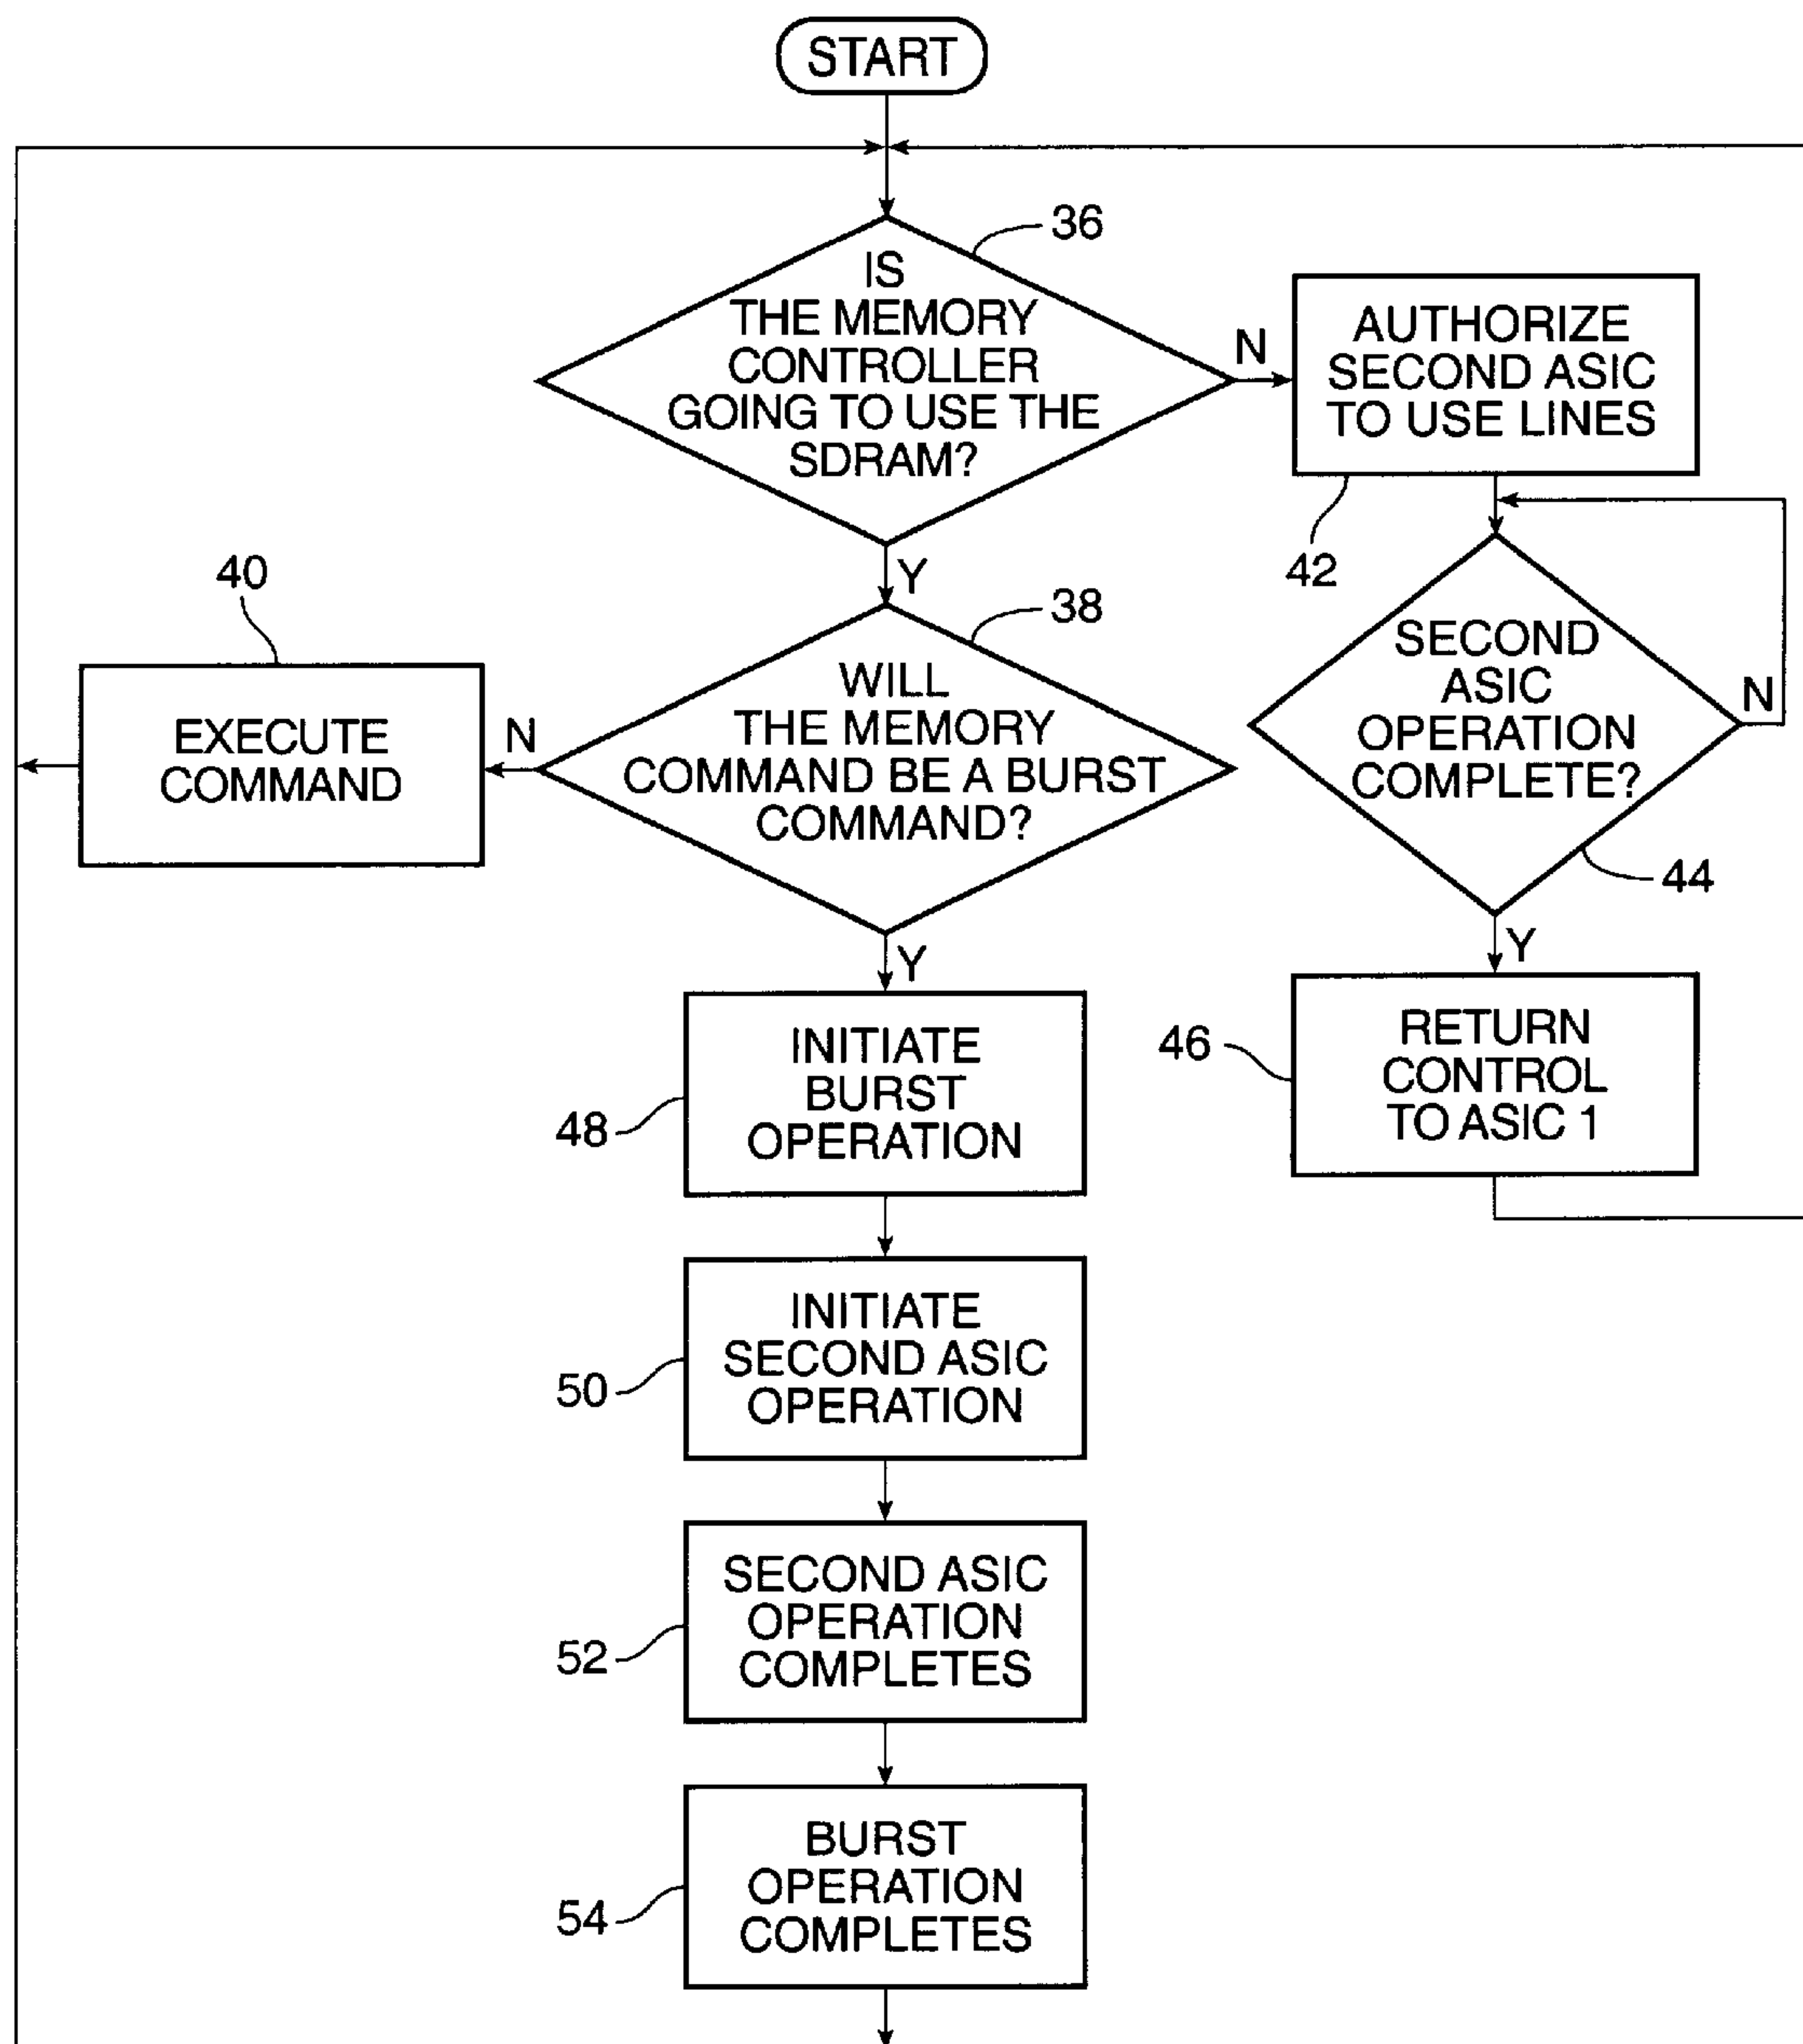 START
36
IS
THE MEMORY
CONTROLLER
GOING TO USE THE
SDRAM?
N
AUTHORIZE
SECOND ASIC
TO USE LINES
42
Y
40
EXECUTE
COMMAND
N
38
WILL
THE MEMORY
COMMAND BE A BURST
COMMAND?
SECOND
ASIC
OPERATION
COMPLETE?
N
44
Y
Y
48
INITIATE
BURST
OPERATION
46
RETURN
CONTROL
TO ASIC 1
50
INITIATE
SECOND ASIC
OPERATION
52
SECOND ASIC
OPERATION
COMPLETES
54
BURST
OPERATION
COMPLETES